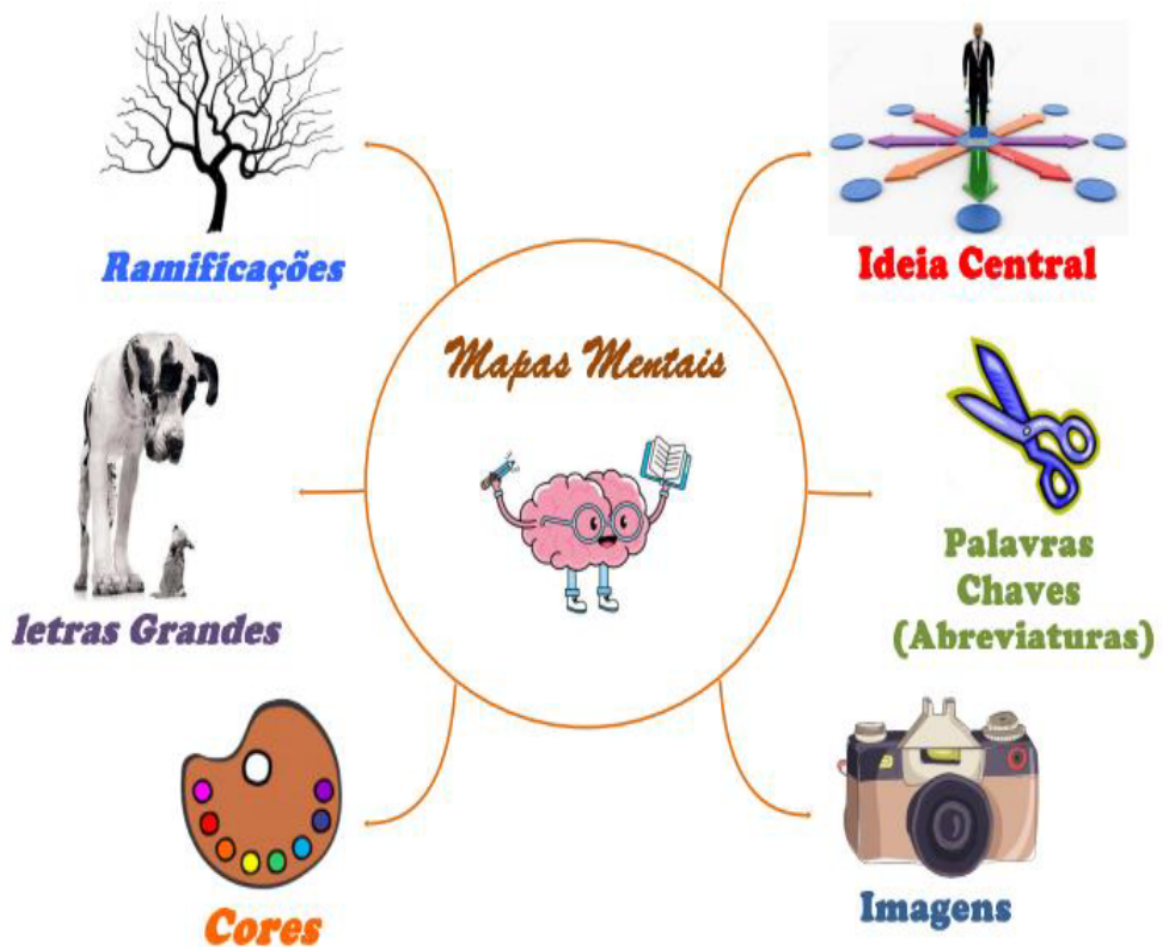 Ramificações
Ideia Central
Mapas Mentais
letras Grandes
Palavras
Chaves
(Abreviaturas)
Cores
Imagens